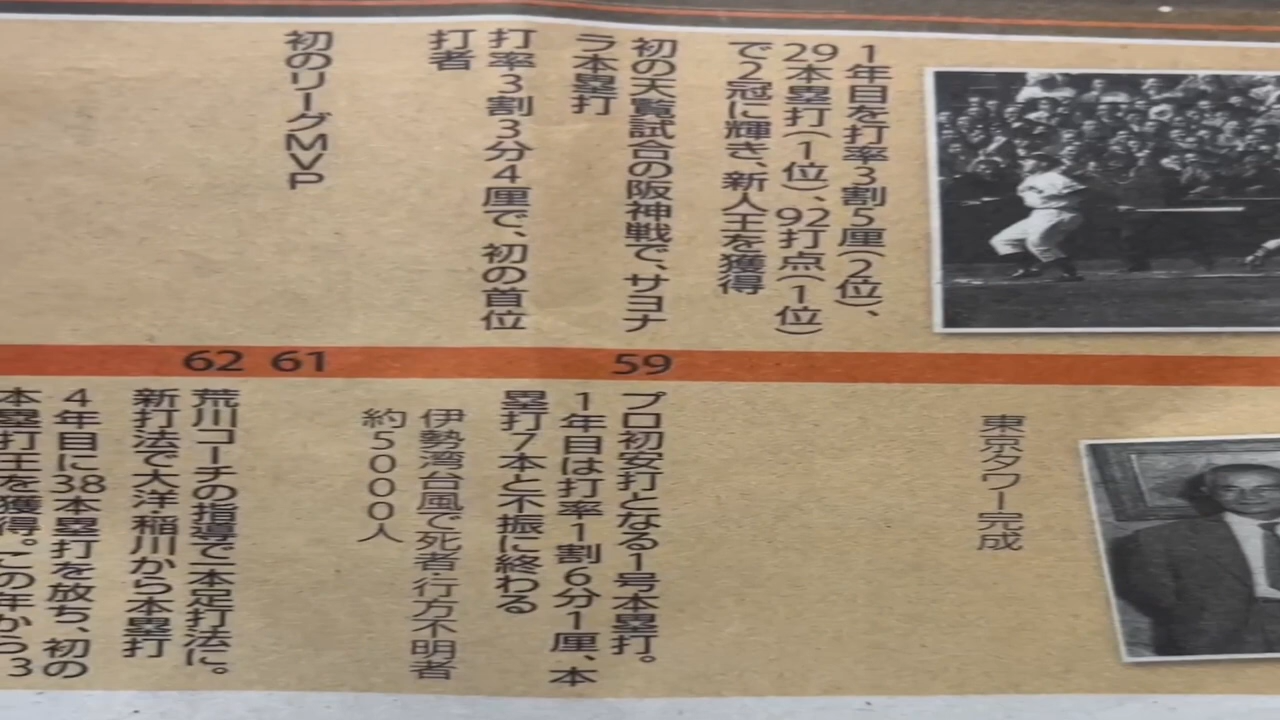 1年目を打率3割5厘(2位)、
29本塁打(1位)、92打点(1位)
で2冠に輝き、新人王を獲得
初の天覧試合の阪神戦で、サヨナ
ラ本塁打
打率3割3分4厘で、初の首位
打者
初のリーグMVP
59
61
62
東京タワー完成
プロ初安打となる1号本塁打。
1年目は打率1割6分1厘、本
塁打7本と不振に終わる
伊勢湾台風で死者・行方不明者
約5000人
荒川コーチの指導で一本足打法に。
新打法で大洋・稲川から本塁打
4年目に38本塁打を放ち、初の
本塁打王を獲得。この年から3